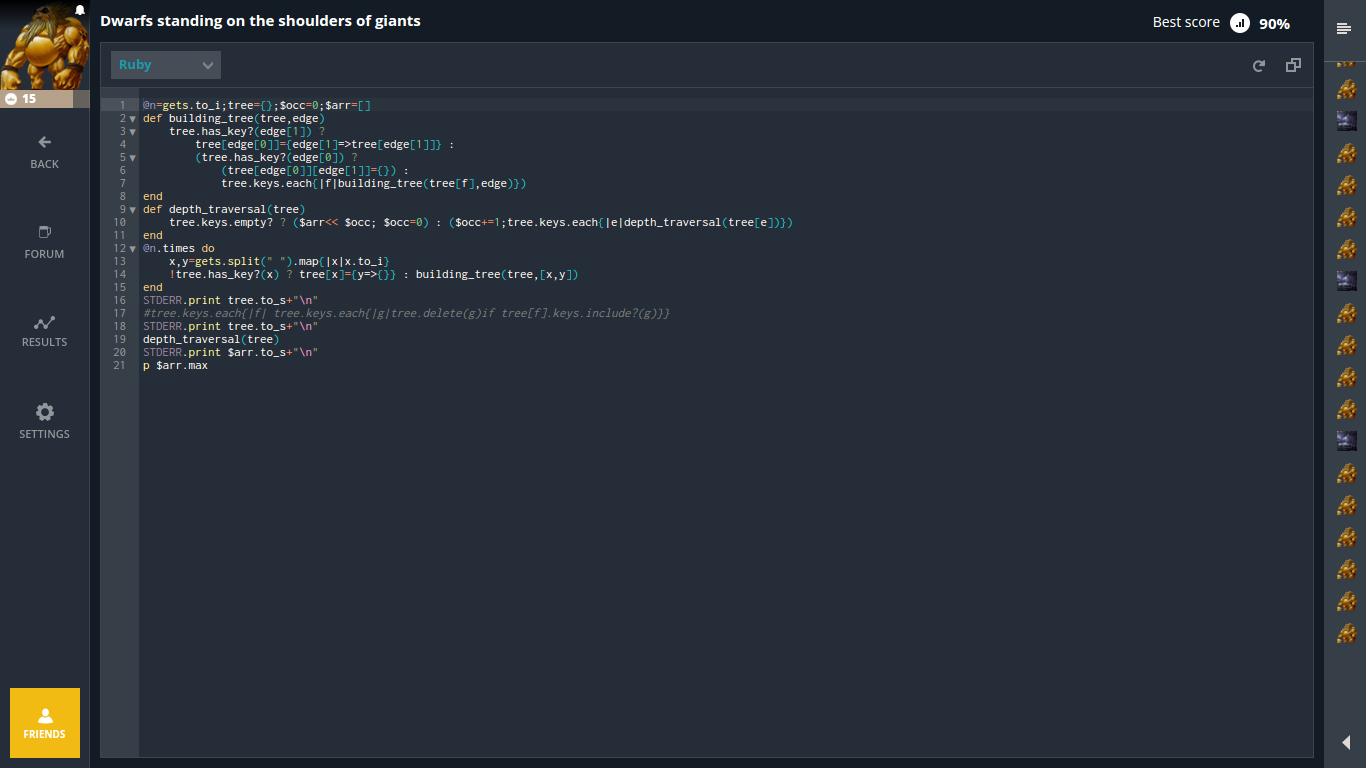 Dwarfs standing on the shoulders of giants
Best score 90%
15
BACK
FORUM
RESULTS
SETTINGS
FRIENDS
Ruby
1 @n=gets.to_i;tree={};$occ=0;$arr=[]
2 def building_tree(tree,edge)
3     tree.has_key?(edge[1]) ?
4         tree[edge[0]]={edge[1]=>tree[edge[1]]} :
5         (tree.has_key?(edge[0]) ?
6             (tree[edge[0]][edge[1]]={}) :
7             tree.keys.each{|f|building_tree(tree[f],edge)})
8 end
9 def depth_traversal(tree)
10     tree.keys.empty? ? ($arr<< $occ; $occ=0) : ($occ+=1;tree.keys.each{|e|depth_traversal(tree[e])})
11 end
12 @n.times do
13     x,y=gets.split(" ").map{|x|x.to_i}
14     !tree.has_key?(x) ? tree[x]={y=>{}} : building_tree(tree,[x,y])
15 end
16 STDERR.print tree.to_s+"\n"
17 #tree.keys.each{|f| tree.keys.each{|g|tree.delete(g)if tree[f].keys.include?(g)}}
18 STDERR.print tree.to_s+"\n"
19 depth_traversal(tree)
20 STDERR.print $arr.to_s+"\n"
21 p $arr.max